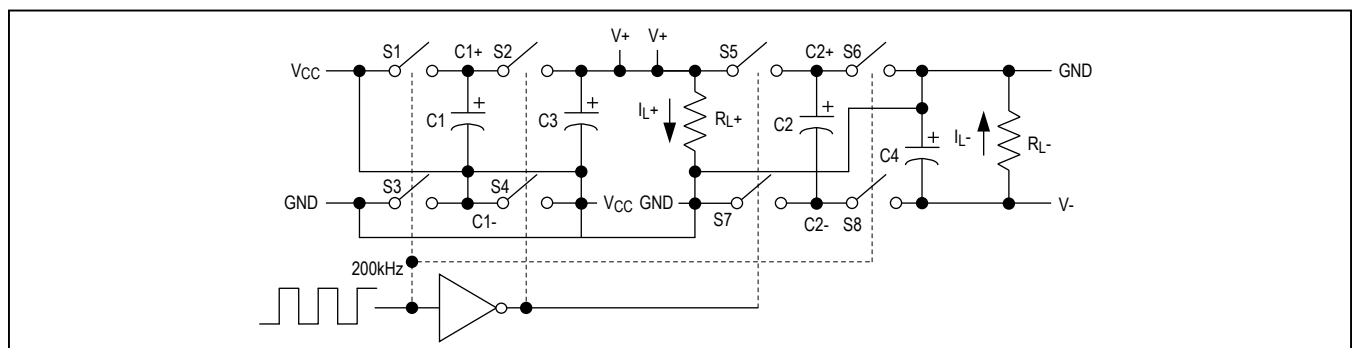 V+ V+
S1 C1+ S2 S5 C2+ S6
VCC GND
C1 C3 IL+ RL+ C2 C4 IL- RL-
+ + + +
S3 S4
GND VCC GND V-
C1- S7 C2- S8
200kHz